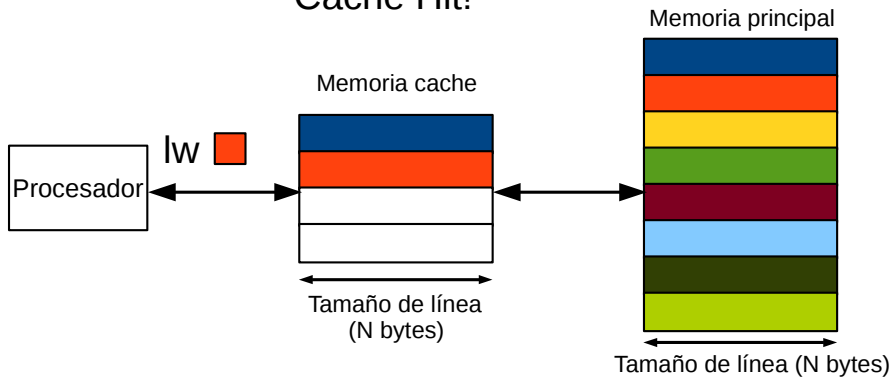 Cache Hit!
Memoria principal
Memoria cache
lw
Procesador
Tamaño de línea
(N bytes)
Tamaño de línea (N bytes)